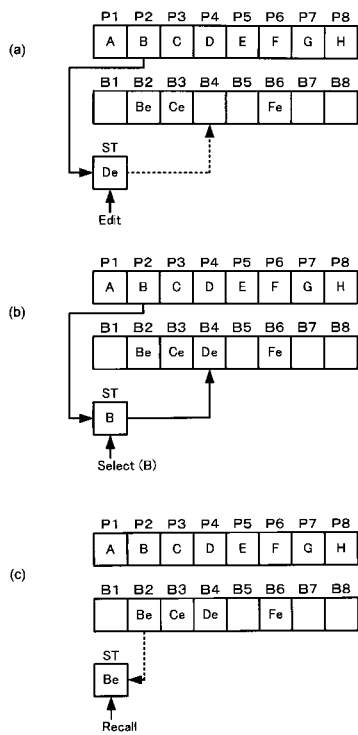 (a)
P1 P2 P3 P4 P5 P6 P7 P8
A B C D E F G H
B1 B2 B3 B4 B5 B6 B7 B8
Be Ce Fe
ST
De
Edit
(b)
P1 P2 P3 P4 P5 P6 P7 P8
A B C D E F G H
B1 B2 B3 B4 B5 B6 B7 B8
Be Ce De Fe
ST
B
Select (B)
(c)
P1 P2 P3 P4 P5 P6 P7 P8
A B C D E F G H
B1 B2 B3 B4 B5 B6 B7 B8
Be Ce De Fe
ST
Be
Recall